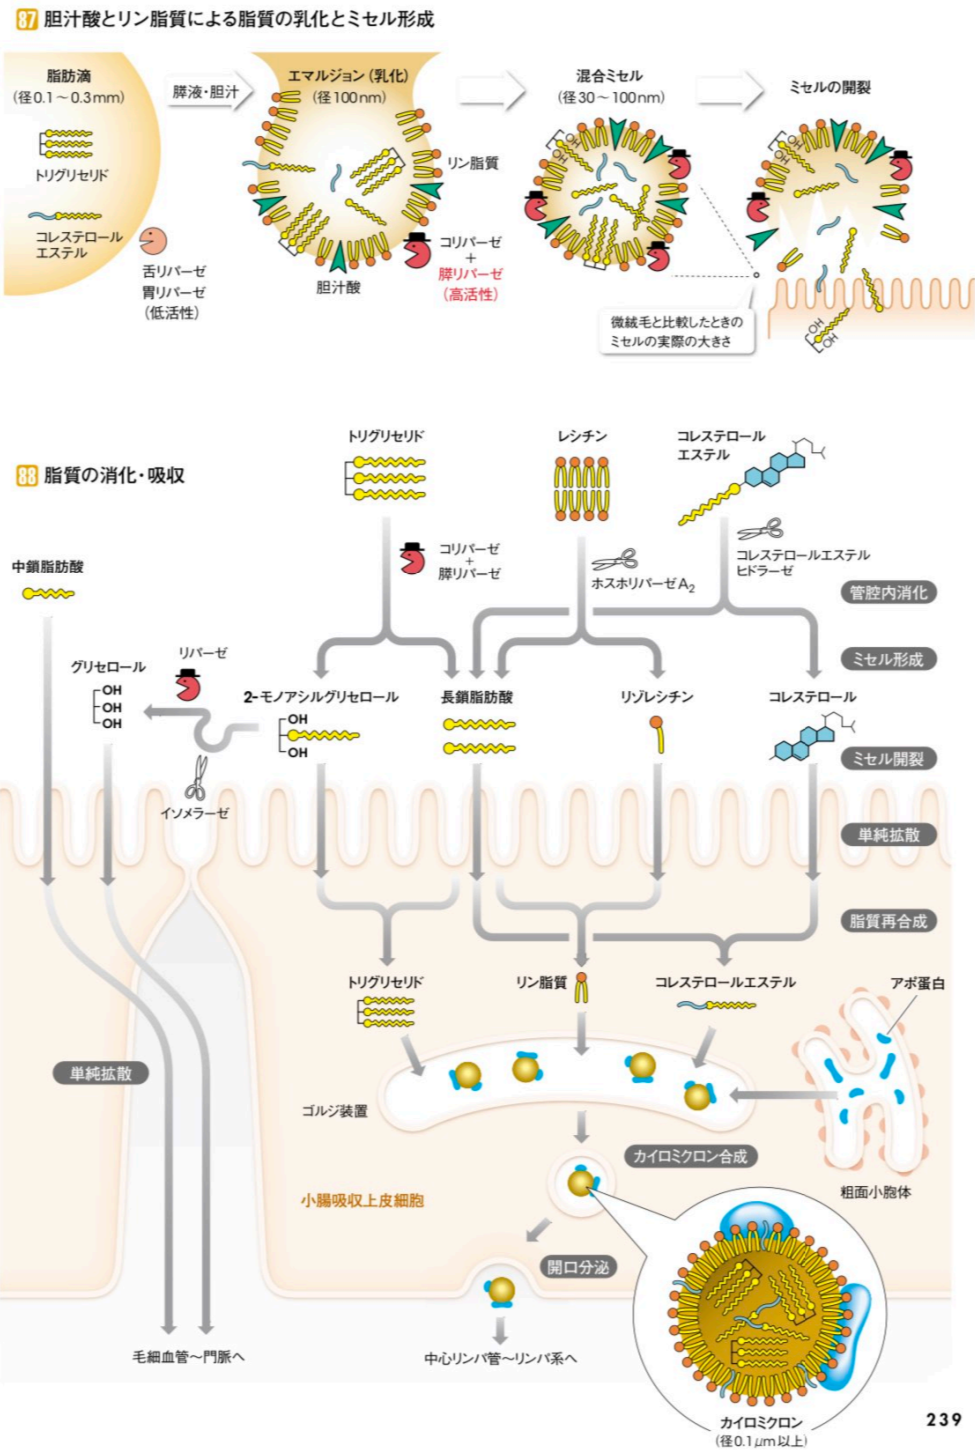 87 胆汁酸とリン脂質による脂質の乳化とミセル形成
脂肪滴
(径0.1〜0.3mm)
トリグリセリド
コレステロール
エステル
舌リパーゼ
胃リパーゼ
(低活性)
膵液・胆汁
エマルジョン(乳化)
(径100nm)
リン脂質
コリパーゼ
+
膵リパーゼ
(高活性)
胆汁酸
混合ミセル
(径30〜100nm)
OH
OH
ミセルの開裂
OH
OH
微絨毛と比較したときの
ミセルの実際の大きさ
OH
OH
88 脂質の消化・吸収
トリグリセリド
レシチン
コレステロール
エステル
コリパーゼ
+
膵リパーゼ
ホスホリパーゼA2
コレステロールエステル
ヒドラーゼ
管腔内消化
中鎖脂肪酸
ミセル形成
グリセロール
OH
OH
OH
リパーゼ
イソメラーゼ
2-モノアシルグリセロール
OH
OH
長鎖脂肪酸
リゾレシチン
コレステロール
ミセル開裂
単純拡散
脂質再合成
トリグリセリド
リン脂質
コレステロールエステル
アポ蛋白
単純拡散
ゴルジ装置
カイロミクロン合成
粗面小胞体
小腸吸収上皮細胞
開口分泌
毛細血管〜門脈へ
中心リンパ管〜リンパ系へ
カイロミクロン
(径0.1μm以上)
239